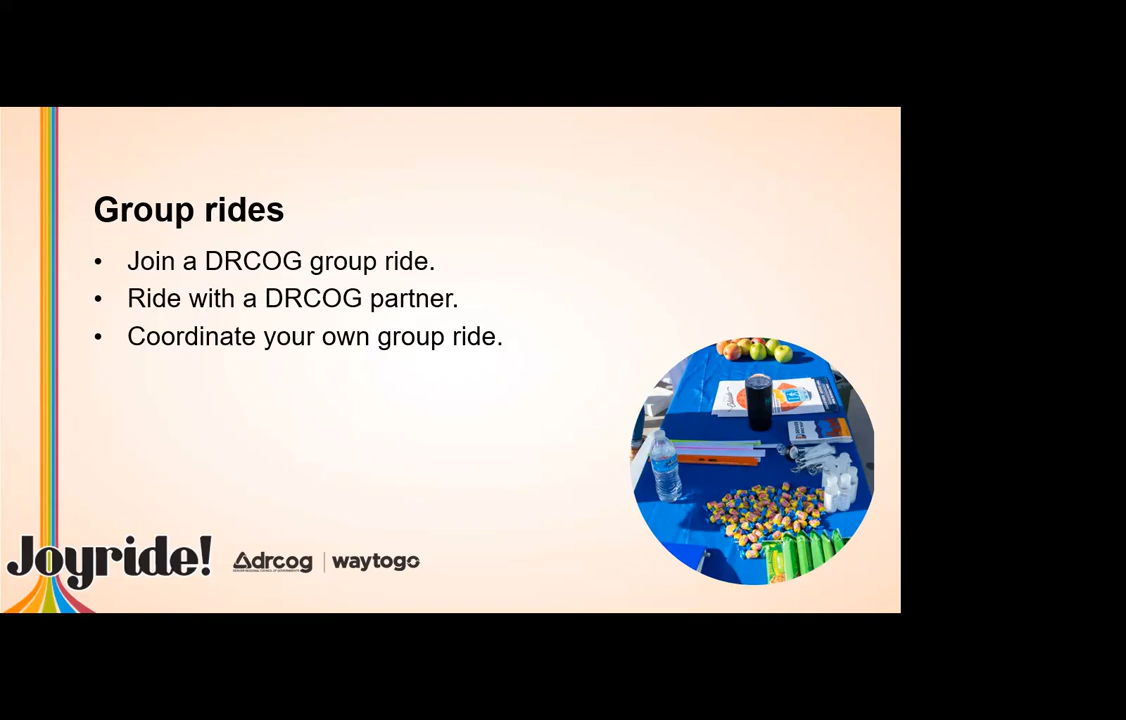 Group rides
• Join a DRCOG group ride.
• Ride with a DRCOG partner.
• Coordinate your own group ride.
Joyride! drcog | waytogo